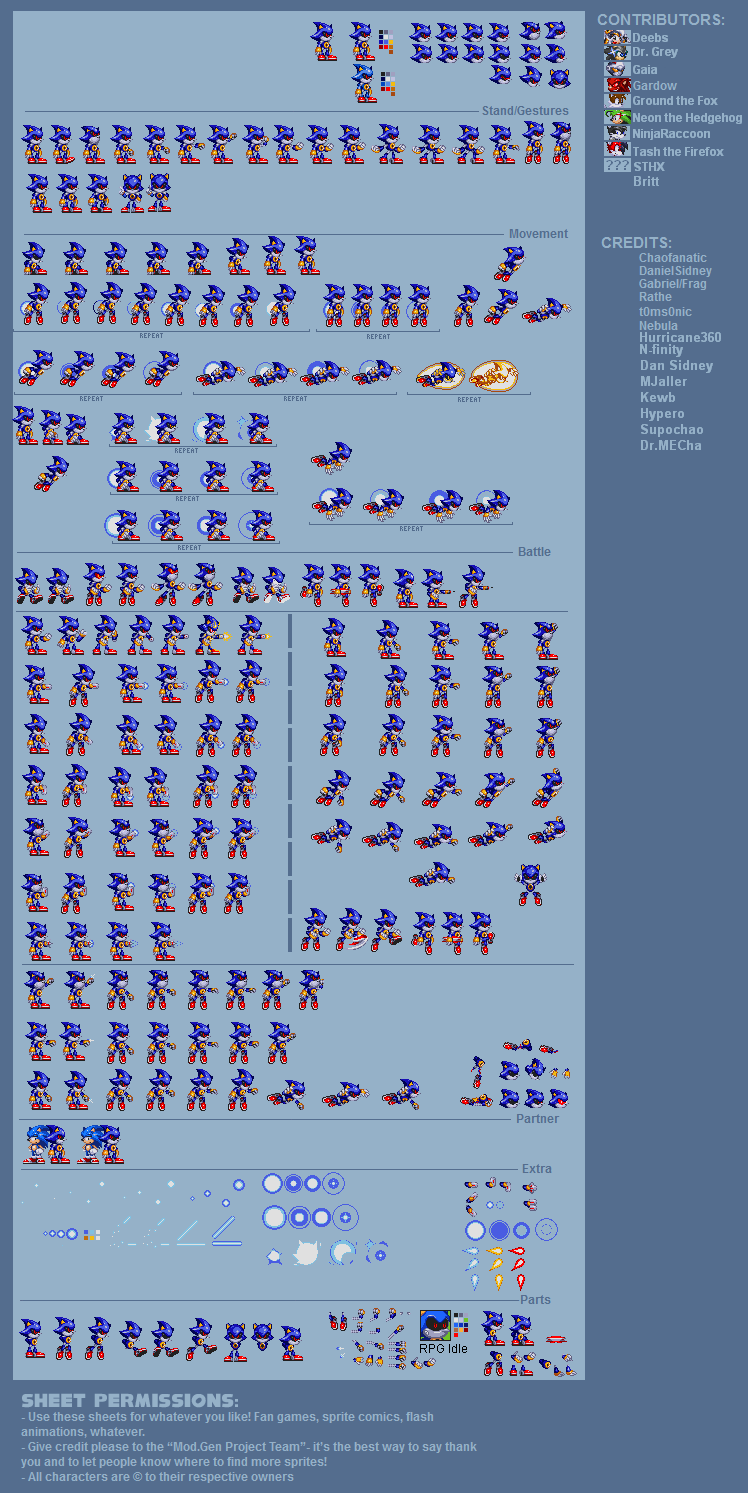 CONTRIBUTORS:
Deebs
Dr. Grey
Gaia
Gardow
Ground the Fox
Neon the Hedgehog
NinjaRaccoon
Tash the Firefox
??? STHX
Britt
CREDITS:
Chaofanatic
DanielSidney
Gabriel/Frag
Rathe
t0ms0nic
Nebula
Hurricane360
N-finity
Dan Sidney
MJaller
Kewb
Hypero
Supochao
Dr.MECha
Stand/Gestures
Movement
REPEAT
REPEAT
REPEAT
REPEAT
REPEAT
REPEAT
REPEAT
REPEAT
REPEAT
Battle
Partner
Extra
Parts
RPG Idle
SHEET PERMISSIONS:
- Use these sheets for whatever you like! Fan games, sprite comics, flash
animations, whatever.
- Give credit please to the “Mod.Gen Project Team”- it’s the best way to say thank
you and to let people know where to find more sprites!
- All characters are © to their respective owners